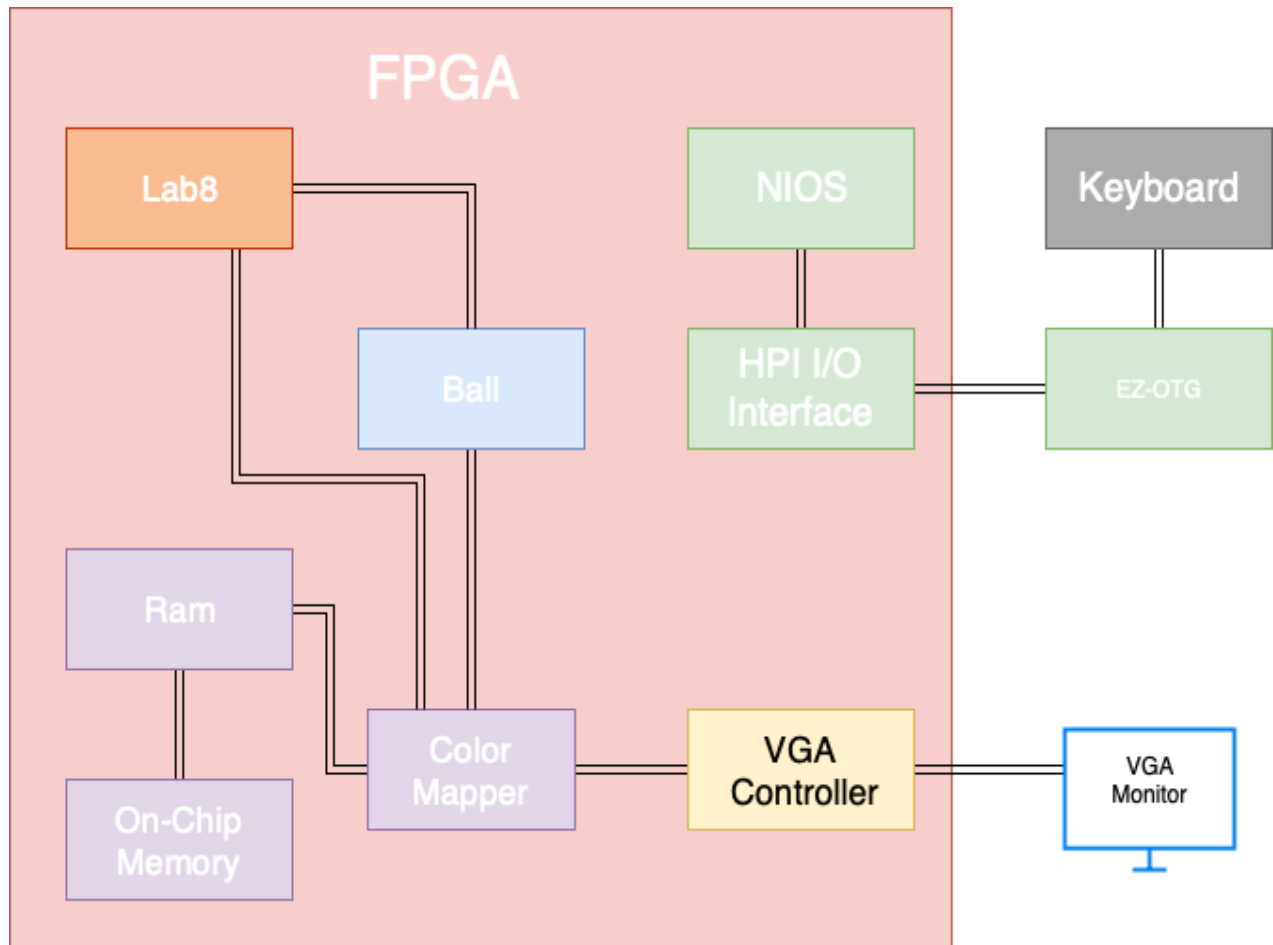 FPGA
Lab8
NIOS
Keyboard
Ball
HPI I/O
Interface
EZ-OTG
Ram
Color
Mapper
VGA
Controller
VGA
Monitor
On-Chip
Memory